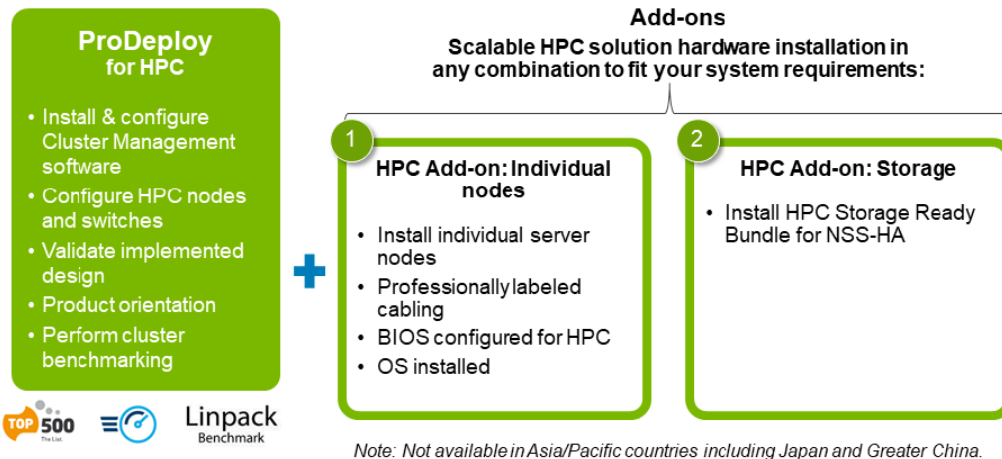 ProDeploy
for HPC
• Install & configure
Cluster Management
software
• Configure HPC nodes
and switches
• Validate implemented
design
• Product orientation
• Perform cluster
benchmarking
TOP 500
The List.
Linpack
Benchmark
Add-ons
Scalable HPC solution hardware installation in
any combination to fit your system requirements:
1
HPC Add-on: Individual
nodes
• Install individual server
nodes
• Professionally labeled
cabling
• BIOS configured for HPC
• OS installed
2
HPC Add-on: Storage
• Install HPC Storage Ready
Bundle for NSS-HA
Note: Not available in Asia/Pacific countries including Japan and Greater China.